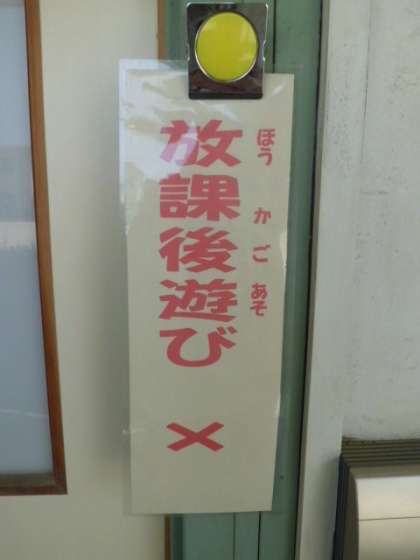 放課後遊び ×
ほう か ご あそ